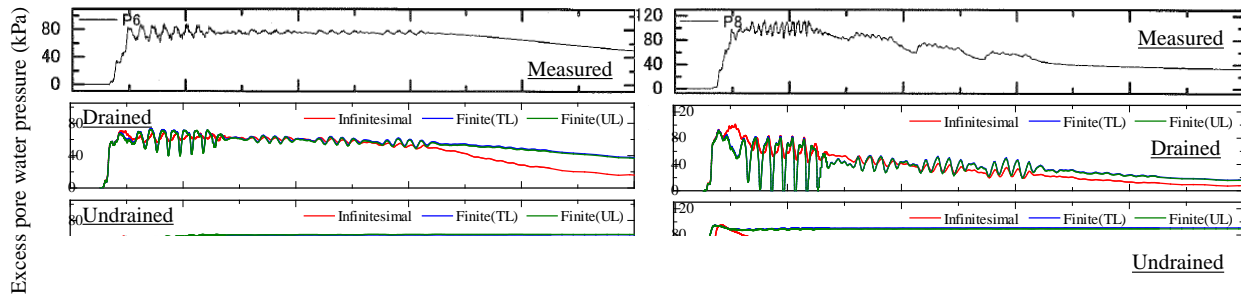 Excess pore water pressure (kPa)
80
40
0
P6
Measured
120
80
40
0
P8
Measured
80
40
0
Drained
Infinitesimal
Finite(TL)
Finite(UL)
120
80
40
0
Infinitesimal
Finite(TL)
Finite(UL)
Drained
80
Undrained
Infinitesimal
Finite(TL)
Finite(UL)
120
80
Infinitesimal
Finite(TL)
Finite(UL)
Undrained